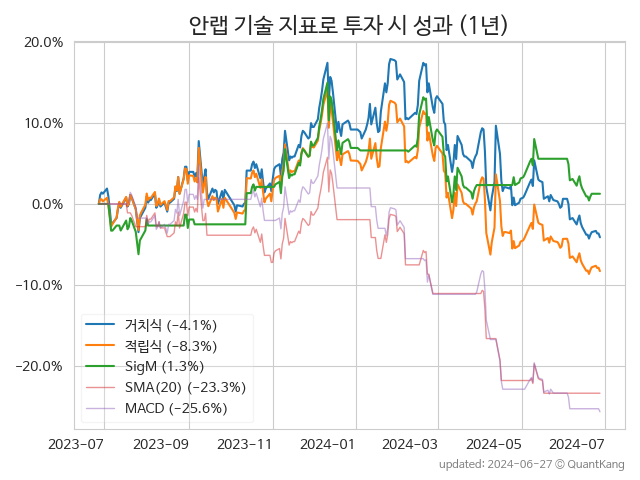 안랩 기술 지표로 투자 시 성과 (1년)
20.0%
10.0%
0.0%
−10.0%
−20.0%
거치식 (−4.1%)
적립식 (−8.3%)
SigM (1.3%)
SMA(20) (−23.3%)
MACD (−25.6%)
2023-07 2023-09 2023-11 2024-01 2024-03 2024-05 2024-07
updated: 2024-06-27 ⓒ QuantKang